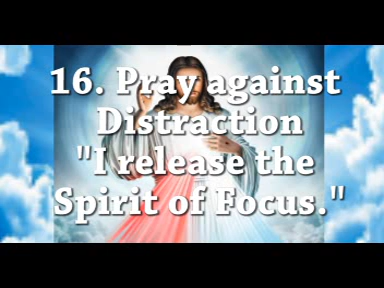 16. Pray against
Distraction
"I release the
Spirit of Focus."